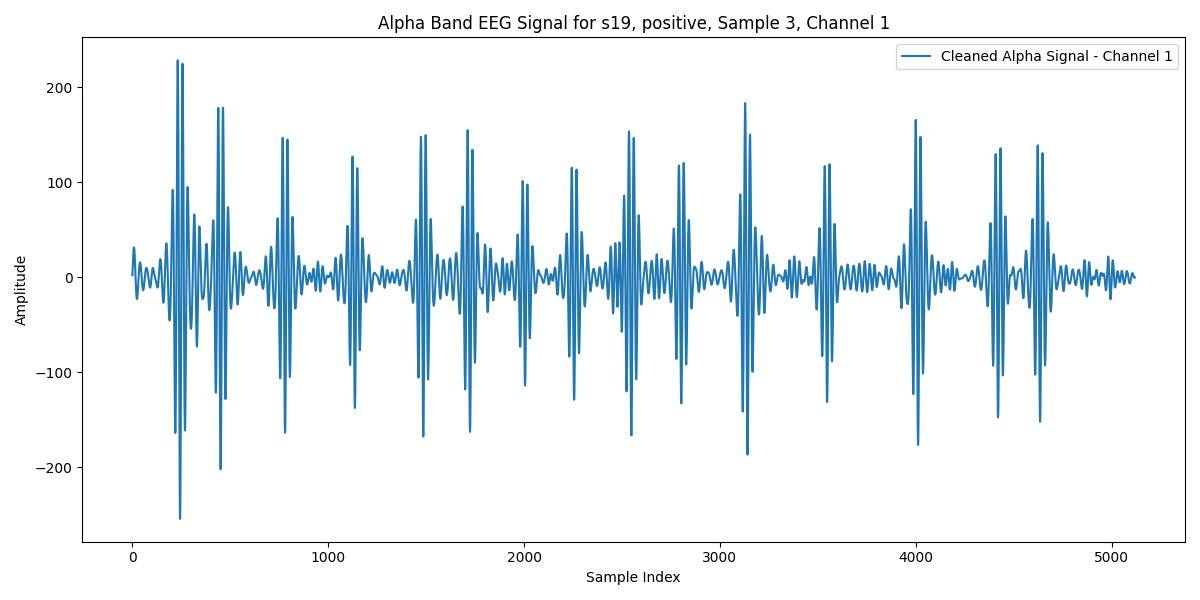 Alpha Band EEG Signal for s19, positive, Sample 3, Channel 1
Cleaned Alpha Signal - Channel 1
Amplitude
200
100
0
−100
−200
0 1000 2000 3000 4000 5000
Sample Index